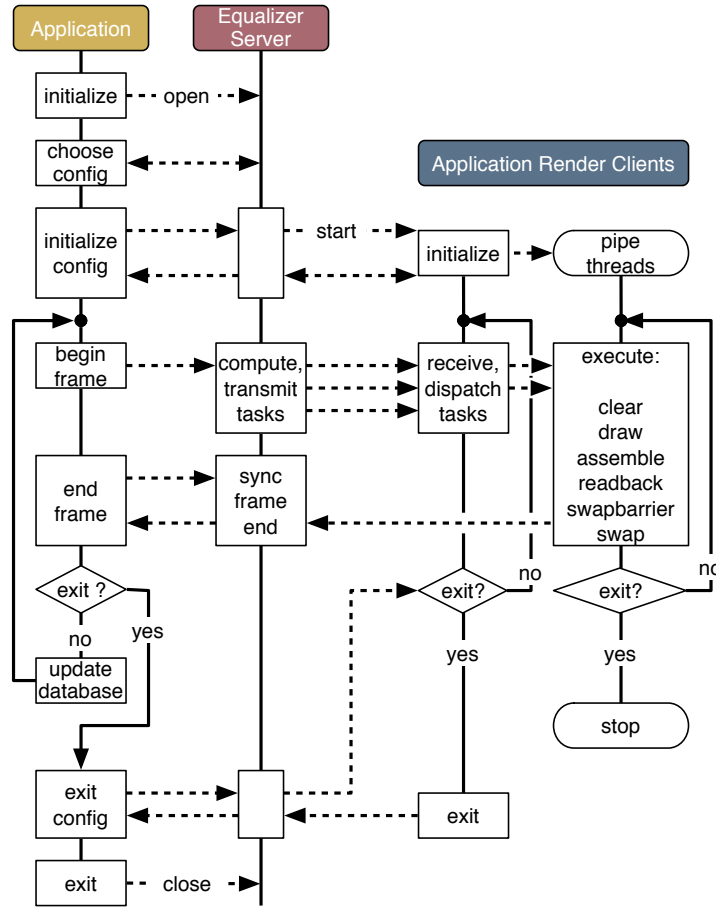 Application
Equalizer
Server
initialize
open
choose
config
Application Render Clients
initialize
config
start
initialize
pipe
threads
begin
frame
compute,
transmit
tasks
receive,
dispatch
tasks
execute:
clear
draw
assemble
readback
swapbarrier
swap
end
frame
sync
frame
end
exit ?
no
yes
update
database
exit?
no
yes
exit?
no
yes
stop
exit
config
exit
exit
close